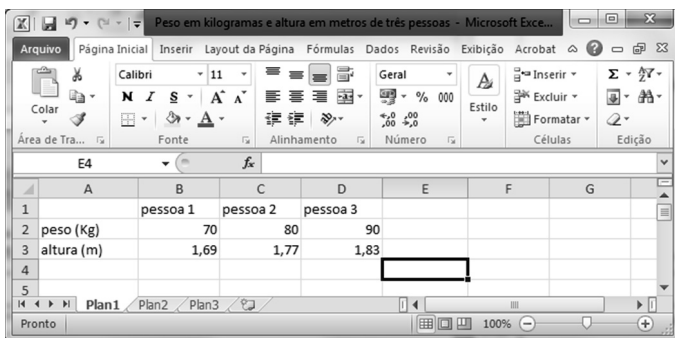 Peso em kilogramas e altura em metros de três pessoas - Microsoft Exce...
Arquivo Página Inicial Inserir Layout da Página Fórmulas Dados Revisão Exibição Acrobat
Calibri 11 Geral Inserir Σ
Colar N I S A A % 000 Estilo Excluir
A ,00 ,00 Formatar
Área de Tra... Fonte Alinhamento Número Células Edição
E4 fx
A B C D E F G
1 pessoa 1 pessoa 2 pessoa 3
2 peso (Kg) 70 80 90
3 altura (m) 1,69 1,77 1,83
4
5
Plan1 Plan2 Plan3
Pronto 100%